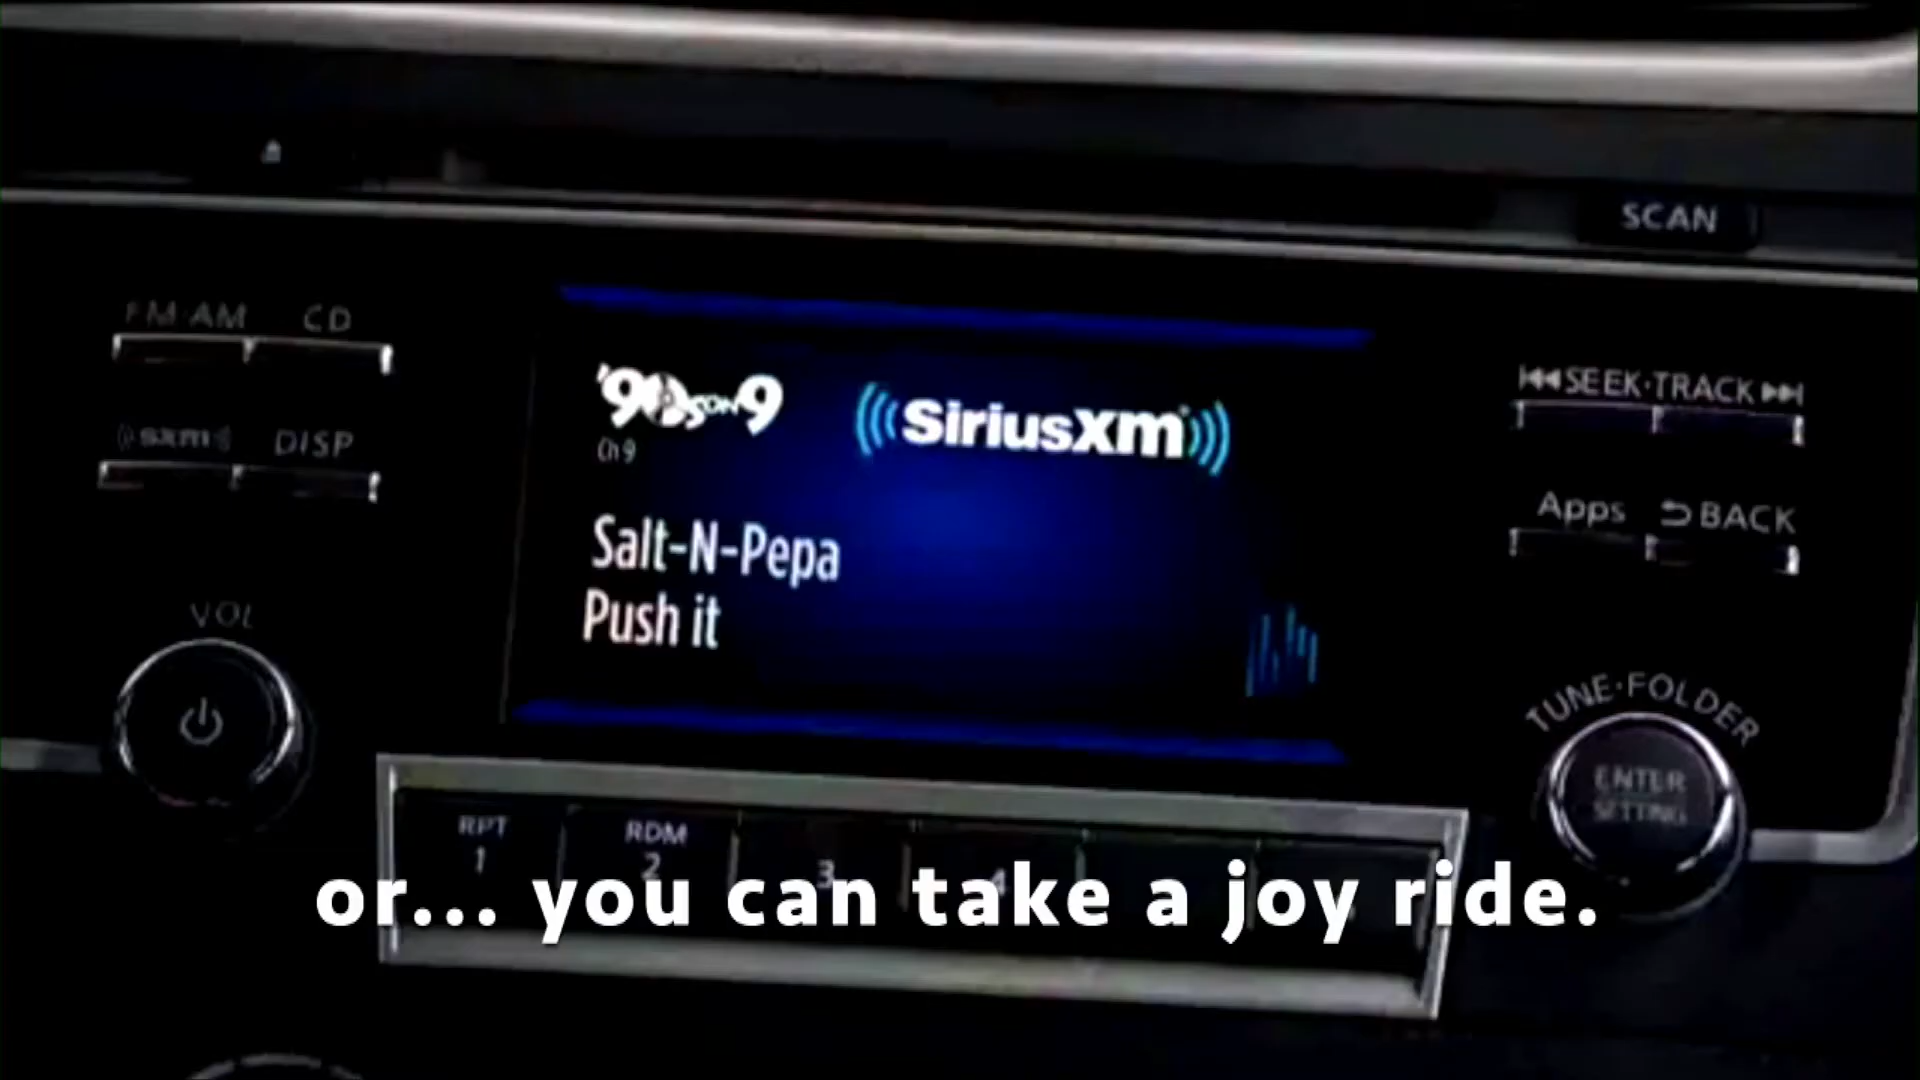 SCAN
FM·AM CD
'90s ON 9
SiriusXM
Ch 9
SEEK·TRACK
sxm DISP
Apps BACK
Salt-N-Pepa
Push it
VOL
TUNE·FOLDER
ENTER
SETTING
RPT
1
RDM
2
3
4
or... you can take a joy ride.